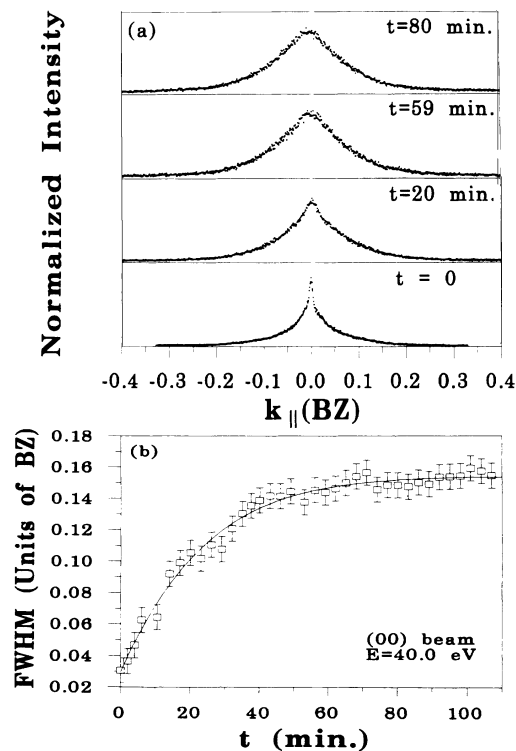 (a)
t=80 min.
t=59 min.
t=20 min.
t = 0
Normalized Intensity
-0.4 -0.3 -0.2 -0.1 0.0 0.1 0.2 0.3 0.4
k||(BZ)
(b)
0.18
0.16
0.14
0.12
0.10
0.08
0.06
0.04
0.02
FWHM (Units of BZ)
(00) beam
E=40.0 eV
0 20 40 60 80 100
t (min.)